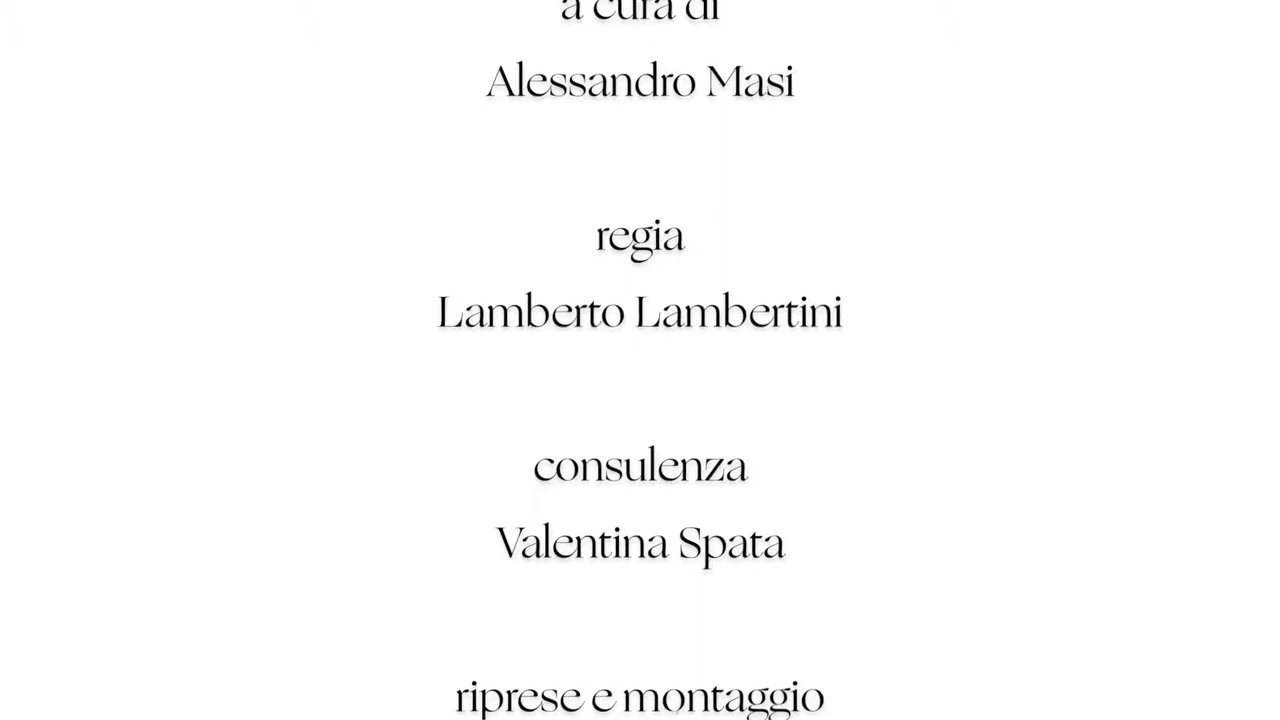 a cura di
Alessandro Masi
regia
Lamberto Lambertini
consulenza
Valentina Spata
riprese e montaggio